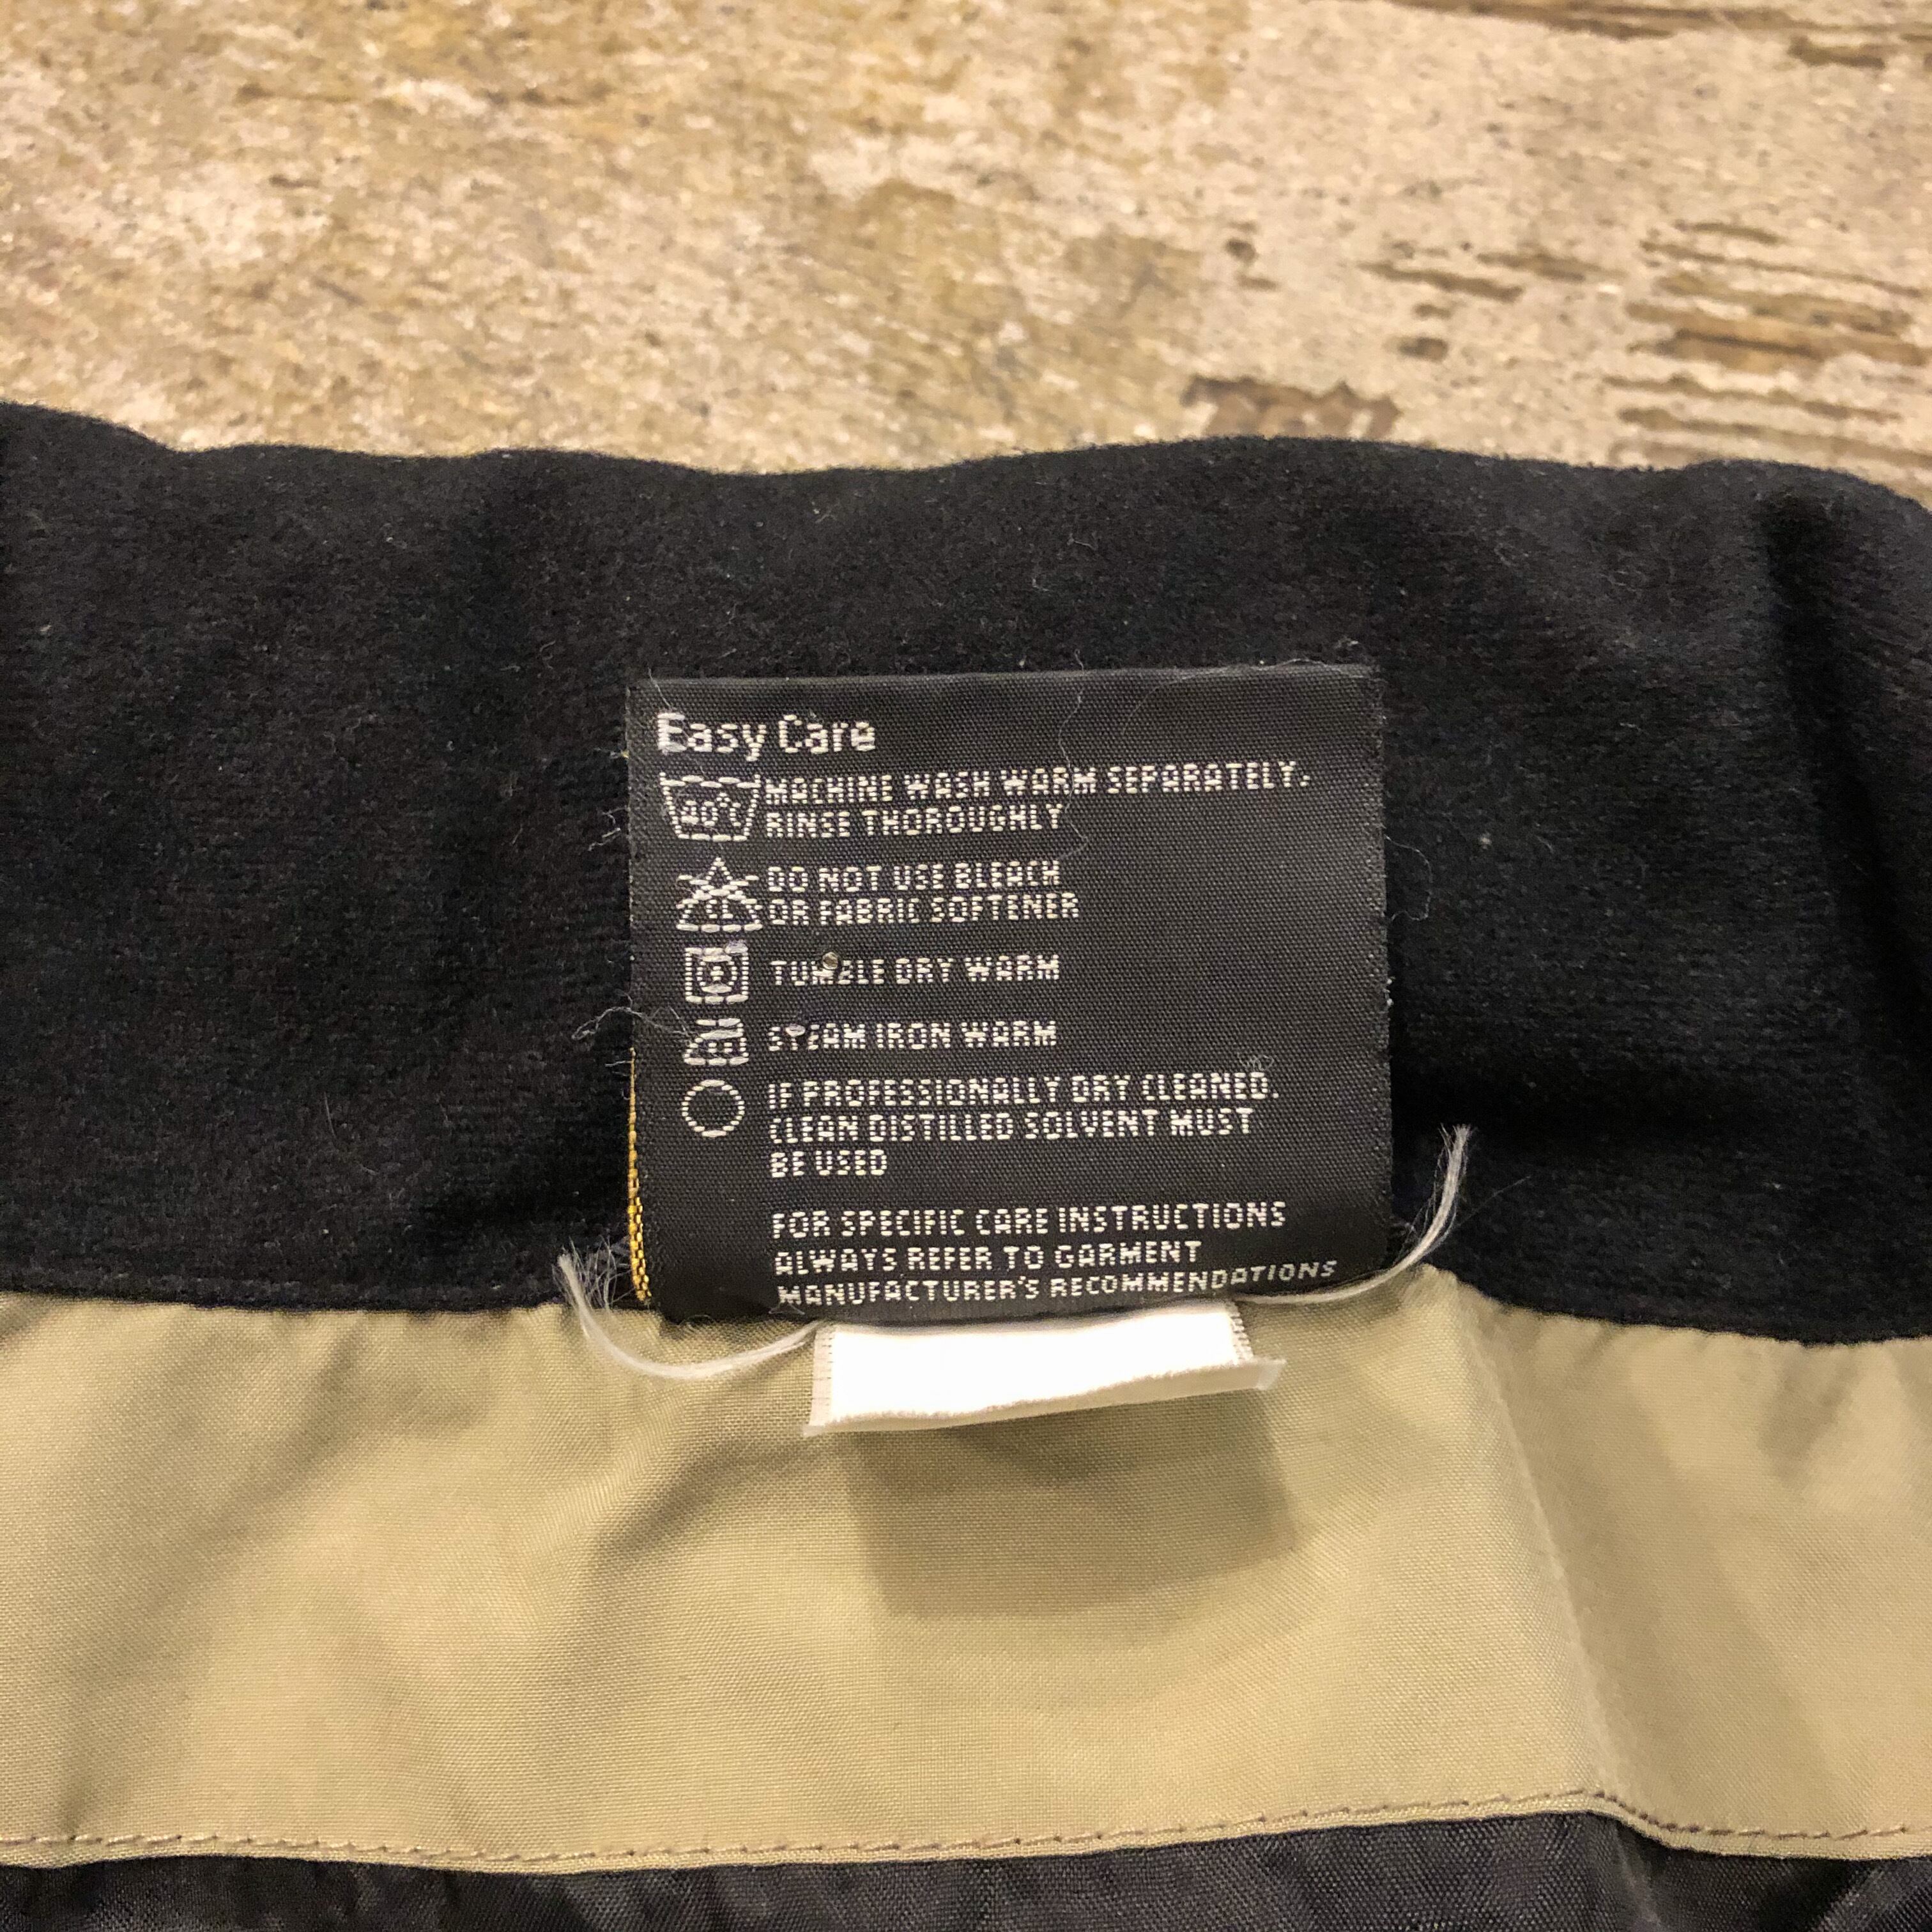 Easy Care
40°C MACHINE WASH WARM SEPARATELY.
RINSE THOROUGHLY
DO NOT USE BLEACH
CL OR FABRIC SOFTENER
TUMBLE DRY WARM
STEAM IRON WARM
IF PROFESSIONALLY DRY CLEANED.
CLEAN DISTILLED SOLVENT MUST
BE USED
FOR SPECIFIC CARE INSTRUCTIONS
ALWAYS REFER TO GARMENT
MANUFACTURER'S RECOMMENDATIONS